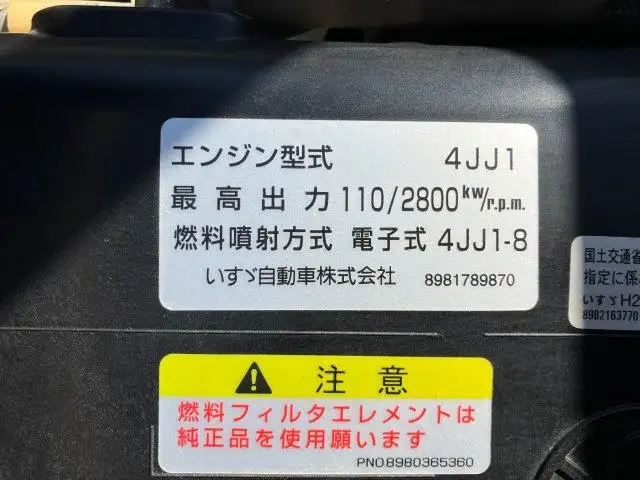 エンジン型式 4JJ1
最高出力 110/2800kW/r.p.m.
燃料噴射方式 電子式 4JJ1-8
いすゞ自動車株式会社 8981789870
国土交通省
指定に係
いすゞH2
8982163770
注意
燃料フィルタエレメントは
純正品を使用願います
PNO8980365360